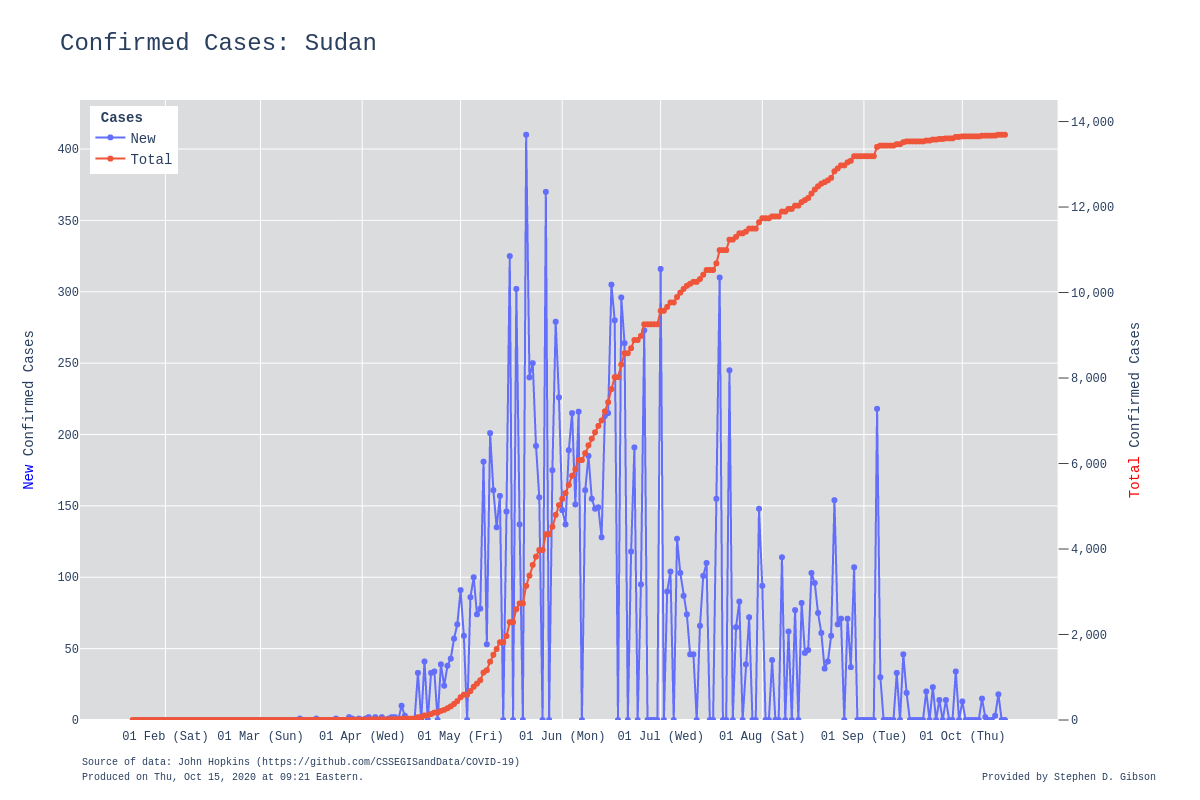 Confirmed Cases: Sudan
Cases
New
Total
400
350
300
250
200
150
100
50
0
14,000
12,000
10,000
8,000
6,000
4,000
2,000
0
New Confirmed Cases
Total Confirmed Cases
01 Feb (Sat) 01 Mar (Sun) 01 Apr (Wed) 01 May (Fri) 01 Jun (Mon) 01 Jul (Wed) 01 Aug (Sat) 01 Sep (Tue) 01 Oct (Thu)
Source of data: John Hopkins (https://github.com/CSSEGISandData/COVID-19)
Produced on Thu, Oct 15, 2020 at 09:21 Eastern.
Provided by Stephen D. Gibson